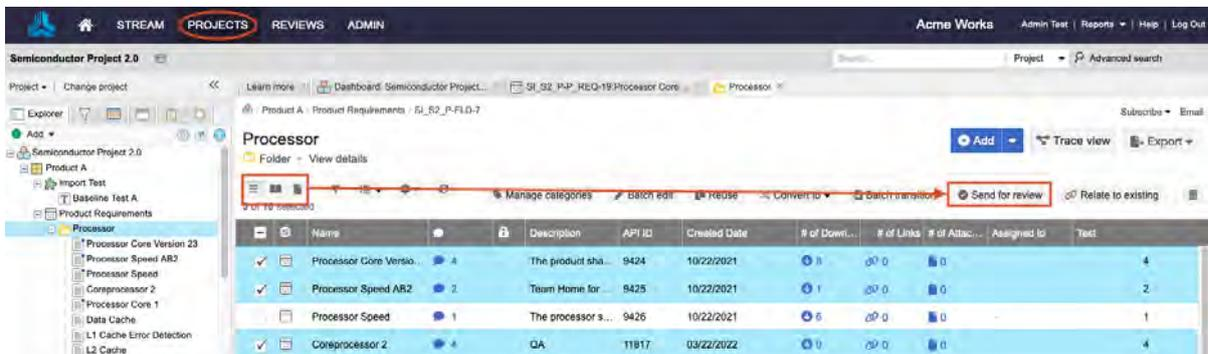 STREAM PROJECTS REVIEWS ADMIN Acme Works Admin Test | Reports | Help | Log Out
Semiconductor Project 2.0 Project Advanced search
Project Change project Learn more Dashboard: Semiconductor Project... SI_S2_P-P_REQ-19:Processor Core Processor
Explorer Product A Product Requirements SI_S2_P-FLD-7 Subscribe Email
Add Processor Add Trace view Export
Semiconductor Project 2.0 Folder - View details
Product A
Import Test Manage categories Batch edit Reuse Convert to Batch transition Send for review Relate to existing
Baseline Test A 3 of 10 selected
Product Requirements
Processor Name Description API ID Created Date # of Down... # of Links # of Attac... Assigned to Test
Processor Core Version 23
Processor Speed AB2 Processor Core Versio... 4 The product sha... 9424 10/22/2021 8 0 0 4
Processor Speed
Coreprocessor 2 Processor Speed AB2 2 Team Home for ... 9425 10/22/2021 1 0 0 2
Processor Core 1
Data Cache Processor Speed 1 The processor s... 9426 10/22/2021 6 0 0 1
L1 Cache Error Detection
L2 Cache Coreprocessor 2 4 QA 11817 03/22/2022 0 0 0 4